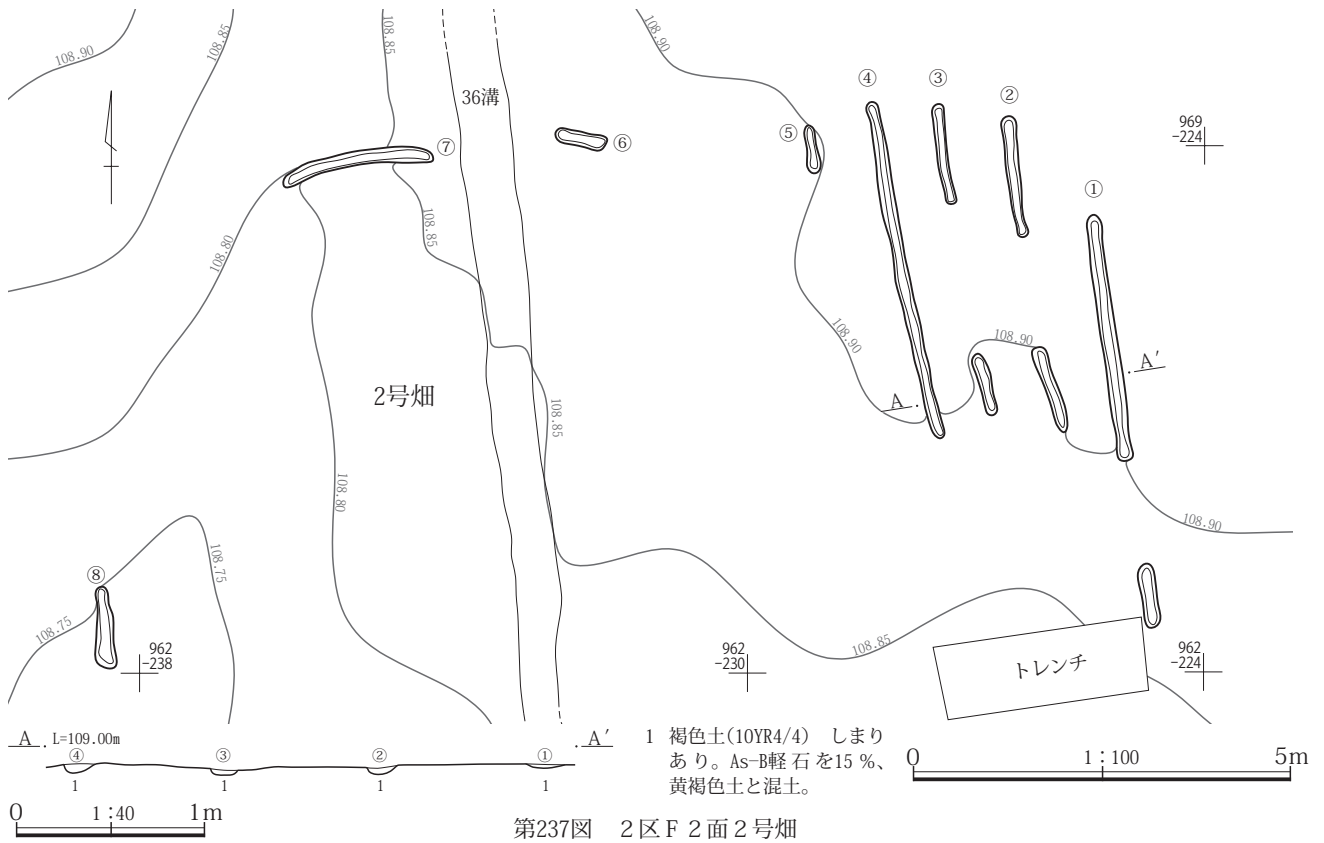 108.90
108.85
108.85
36溝
108.90
④
③
②
⑤
⑥
⑦
969
-224
①
108.80
108.85
108.90
108.90
A′
A
2号畑
108.85
108.80
108.90
108.75
⑧
108.75
962
-238
962
-230
108.85
トレンチ
962
-224
A L=109.00m
A′
④
③
②
①
1
1
1
1
1 褐色土(10YR4/4) しまり
あり。As-B軽石を15%、
黄褐色土と混土。
0 1:100 5m
0 1:40 1m
第237図 2区F2面2号畑